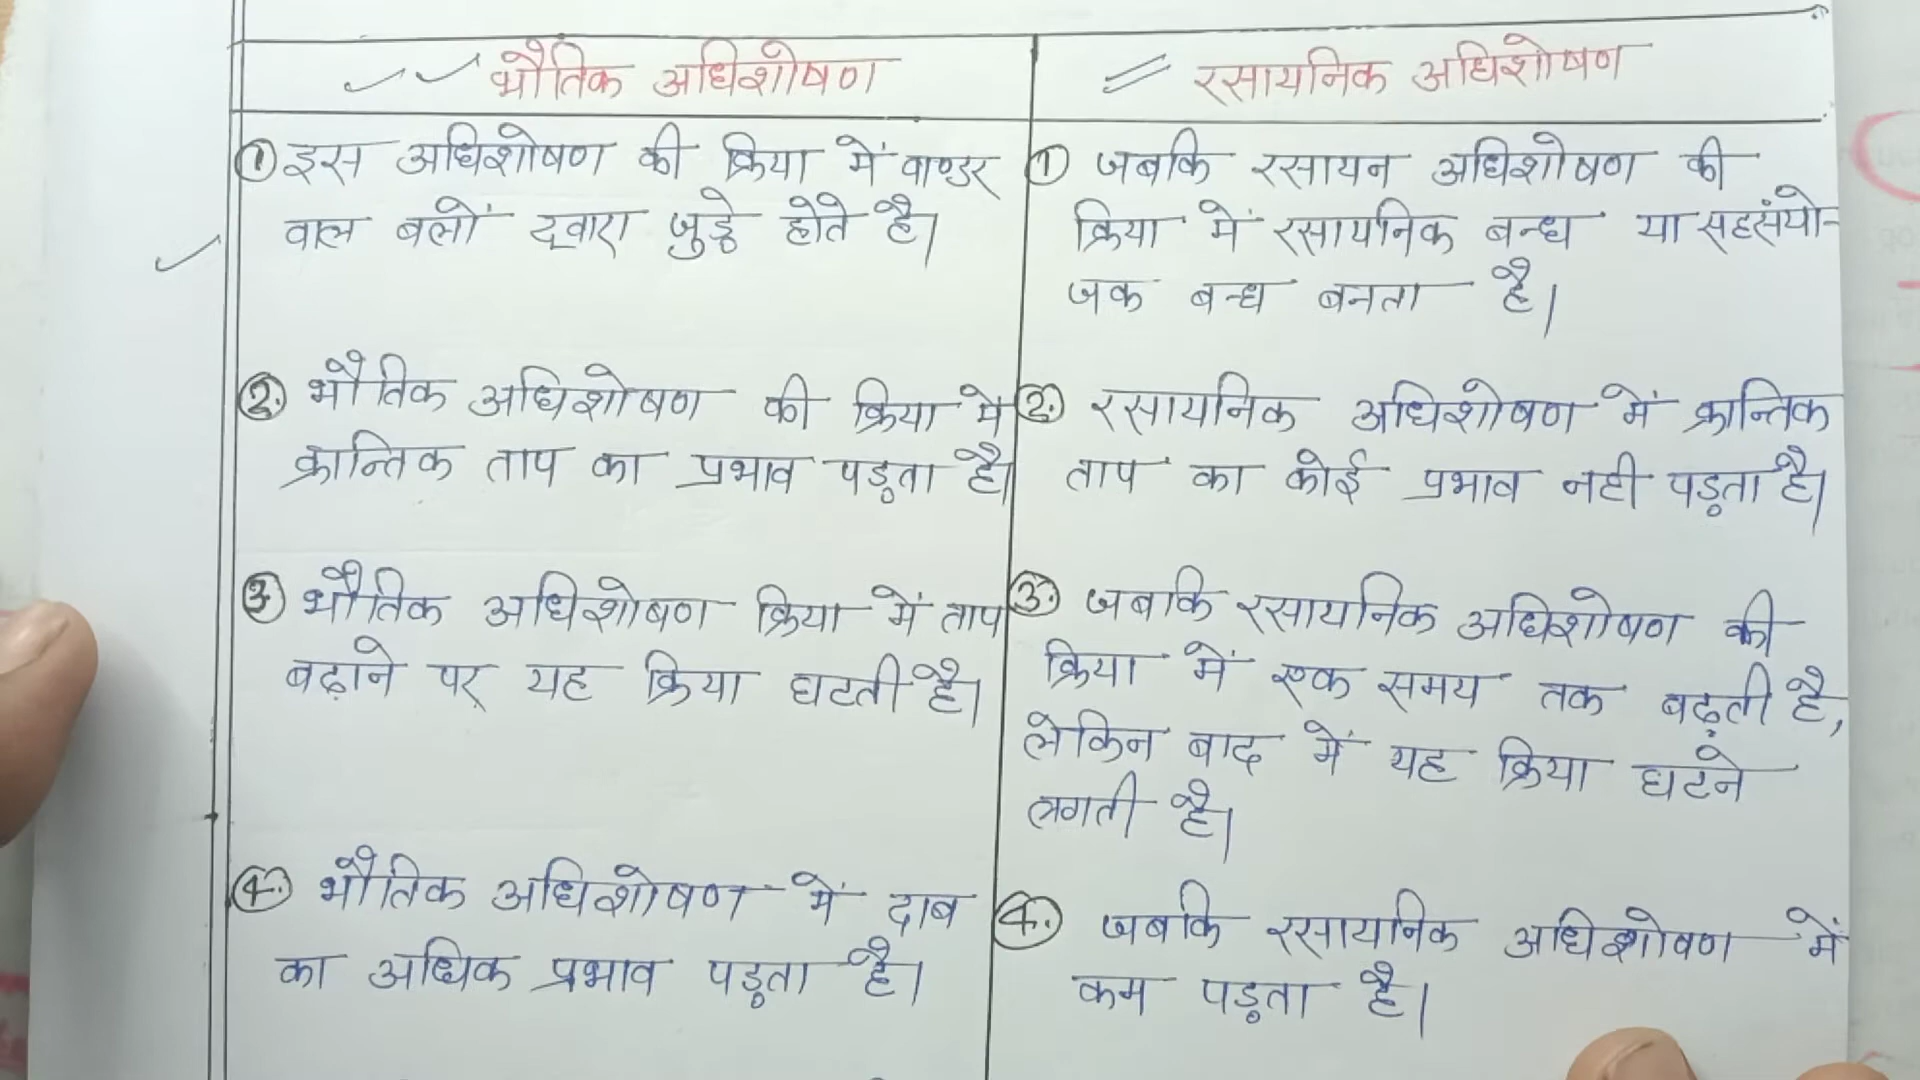 भौतिक अधिशोषण
① इस अधिशोषण की क्रिया में वाण्डर
वाल बलों द्वारा जुड़े होते है।
② भौतिक अधिशोषण की क्रिया में
क्रान्तिक ताप का प्रभाव पड़ता है।
③ भौतिक अधिशोषण क्रिया में ताप
बढ़ाने पर यह क्रिया घटती है।
④ भौतिक अधिशोषण में दाब
का अधिक प्रभाव पड़ता है।
रसायनिक अधिशोषण
① जबकि रसायन अधिशोषण की
क्रिया में रसायनिक बन्ध या सहसंयो-
जक बन्ध बनता है।
② रसायनिक अधिशोषण में क्रान्तिक
ताप का कोई प्रभाव नही पड़ता है।
③ जबकि रसायनिक अधिशोषण की
क्रिया में एक समय तक बढ़ती है,
लेकिन बाद में यह क्रिया घटने
लगती है।
④ जबकि रसायनिक अधिशोषण में
कम पड़ता है।